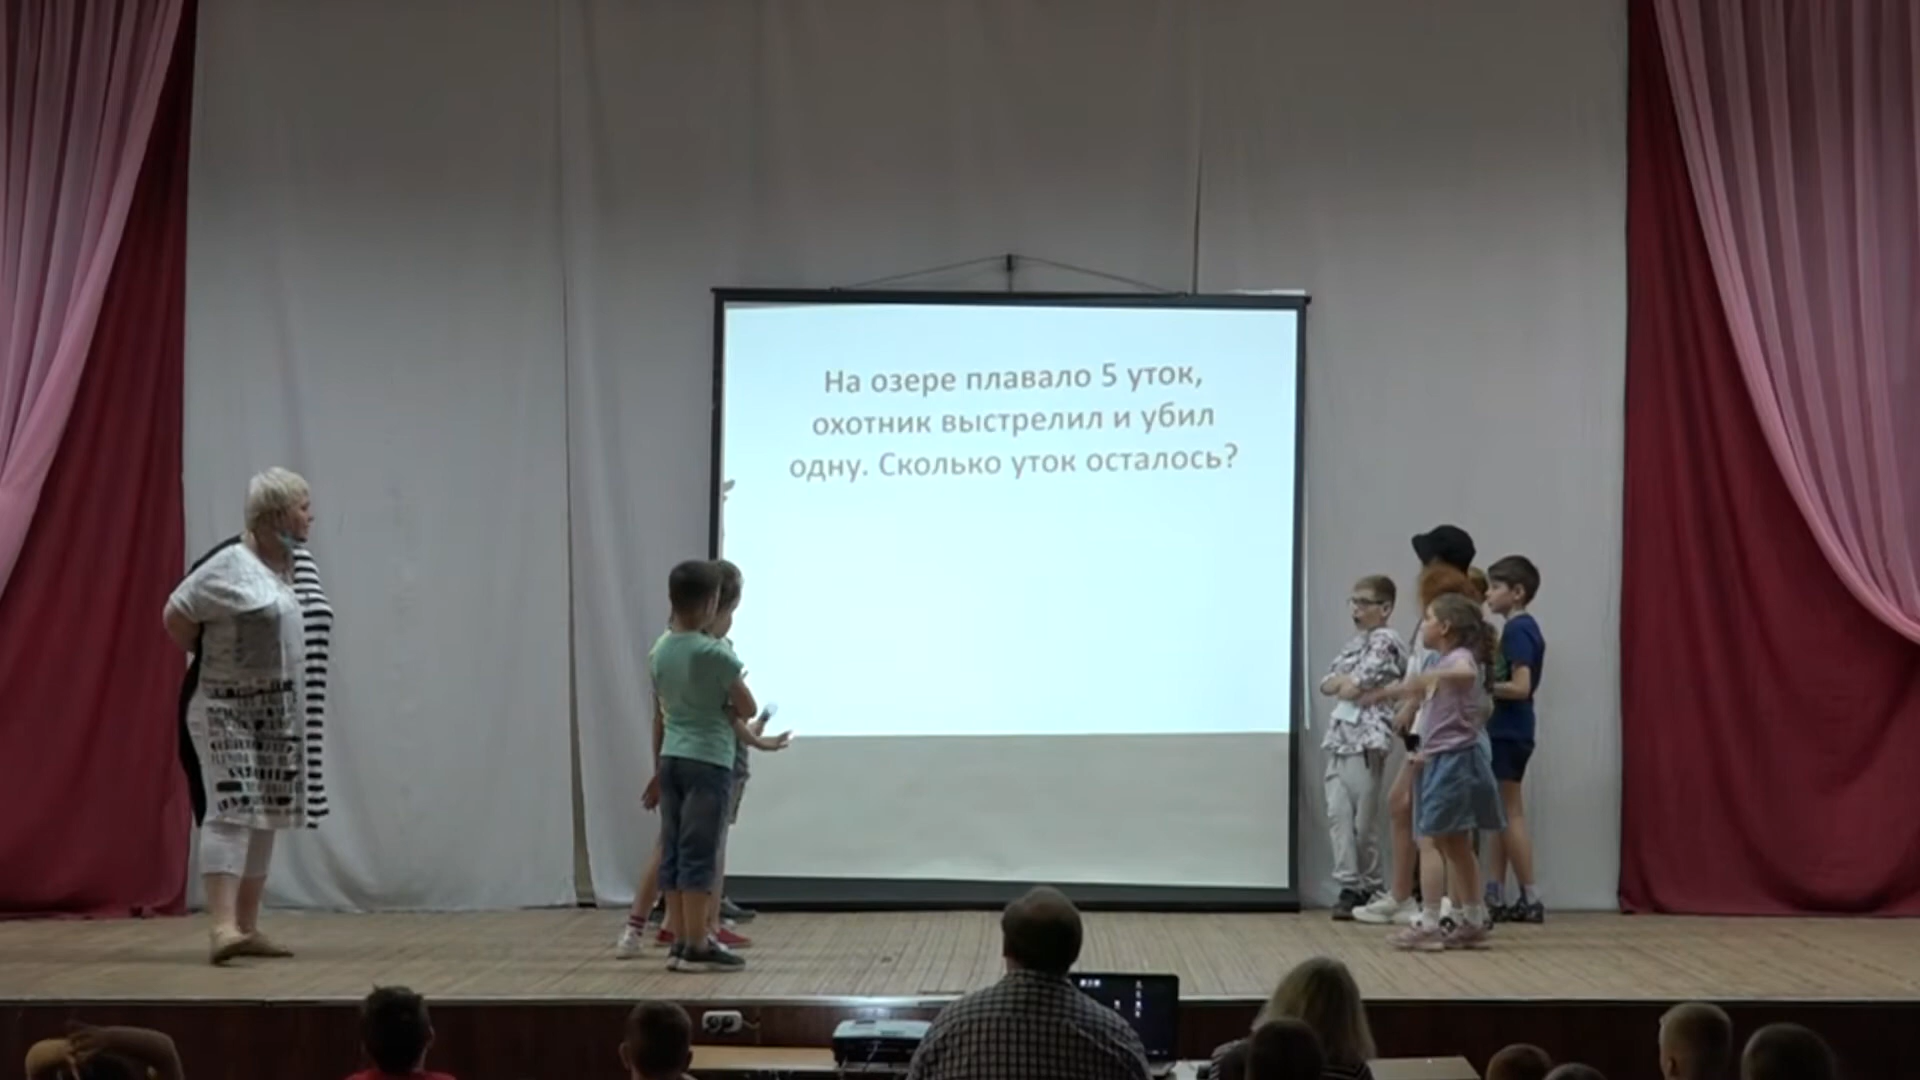 На озере плавало 5 уток,
охотник выстрелил и убил
одну. Сколько уток осталось?